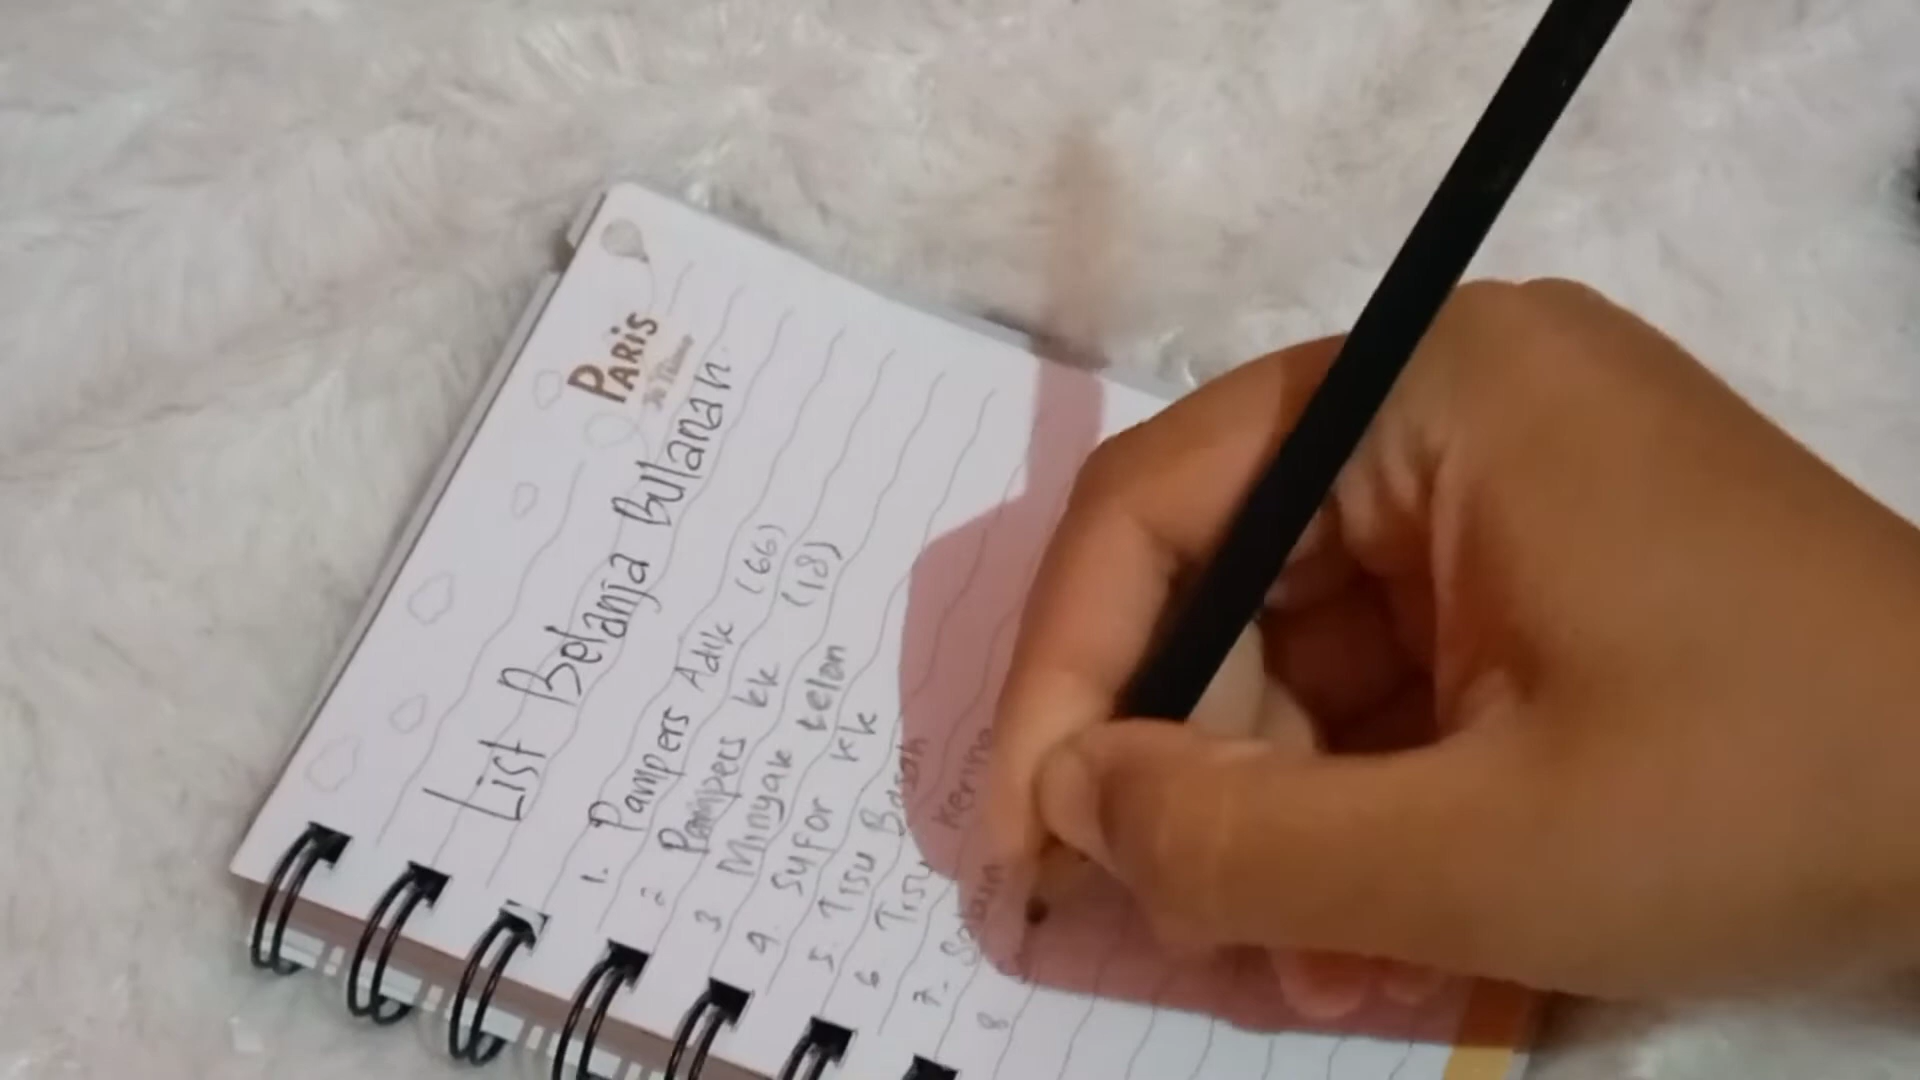 PARIS
List Belanja Bulanan
1. Pampers Adik (66)
2 Pampers kk (18)
3 Minyak telon
4. Sufor kk
5. Tisu Basah
6 Tisu Kering
7. Sabun
8